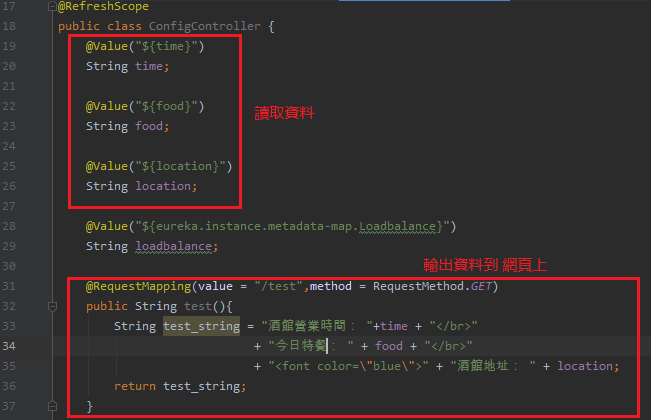 17 @RefreshScope
18 public class ConfigController {
19 @Value("${time}")
20 String time;
21
22 @Value("${food}")
23 String food;
讀取資料
24
25 @Value("${location}")
26 String location;
27
28 @Value("${eureka.instance.metadata-map.Loadbalance}")
29 String loadbalance;
30
輸出資料到 網頁上
31 @RequestMapping(value = "/test",method = RequestMethod.GET)
32 public String test(){
33 String test_string = "酒館營業時間： "+time + "</br>"
34 + "今日特餐： " + food + "</br>"
35 + "<font color=\"blue\">" + "酒館地址： " + location;
36 return test_string;
37 }